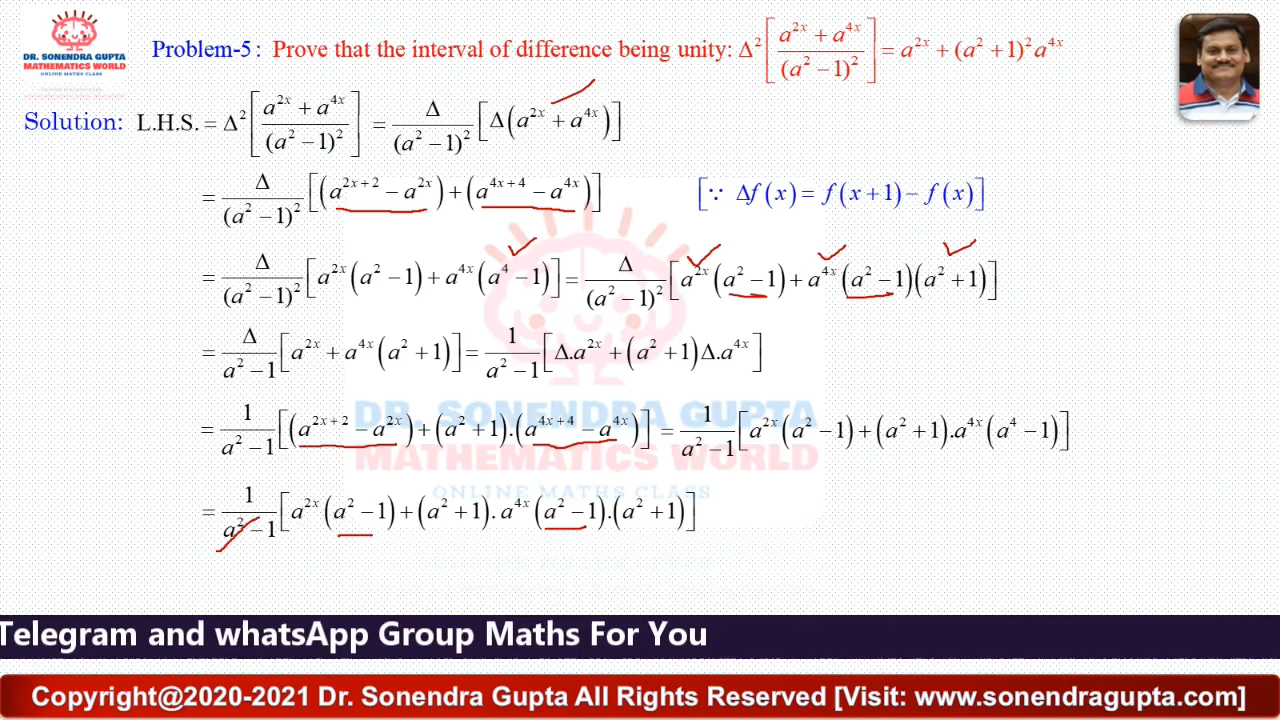 DR. SONENDRA GUPTA
MATHEMATICS WORLD
ONLINE MATHS CLASS
Problem-5 : Prove that the interval of difference being unity: Δ²[(a^{2x} + a^{4x})/(a² − 1)²] = a^{2x} + (a² + 1)² a^{4x}
Solution: L.H.S. = Δ²[(a^{2x} + a^{4x})/(a² − 1)²] = Δ/(a² − 1)² [Δ(a^{2x} + a^{4x})]
= Δ/(a² − 1)² [(a^{2x+2} − a^{2x}) + (a^{4x+4} − a^{4x})] [∵ Δf(x) = f(x+1) − f(x)]
= Δ/(a² − 1)² [a^{2x}(a² − 1) + a^{4x}(a⁴ − 1)] = Δ/(a² − 1)² [a^{2x}(a² − 1) + a^{4x}(a² − 1)(a² + 1)]
= Δ/(a² − 1) [a^{2x} + a^{4x}(a² + 1)] = 1/(a² − 1) [Δ.a^{2x} + (a² + 1)Δ.a^{4x}]
= 1/(a² − 1) [(a^{2x+2} − a^{2x}) + (a² + 1).(a^{4x+4} − a^{4x})] = 1/(a² − 1) [a^{2x}(a² − 1) + (a² + 1).a^{4x}(a⁴ − 1)]
= 1/(a² − 1) [a^{2x}(a² − 1) + (a² + 1). a^{4x}(a² − 1).(a² + 1)]
DR. SONENDRA GUPTA
MATHEMATICS WORLD
ONLINE MATHS CLASS
Telegram and whatsApp Group Maths For You
Copyright@2020-2021 Dr. Sonendra Gupta All Rights Reserved [Visit: www.sonendragupta.com]